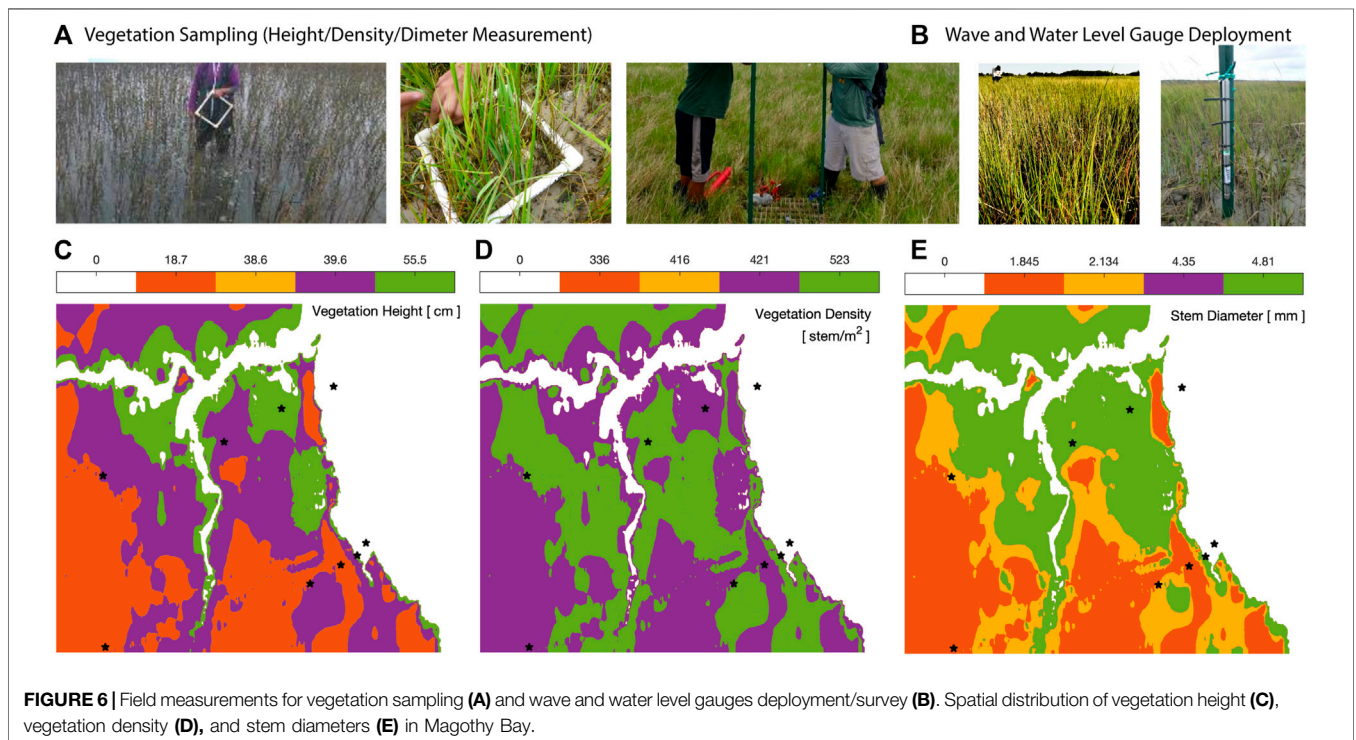 A Vegetation Sampling (Height/Density/Dimeter Measurement)
B Wave and Water Level Gauge Deployment
C
0 18.7 38.6 39.6 55.5
Vegetation Height [ cm ]
D
0 336 416 421 523
Vegetation Density
[ stem/m² ]
E
0 1.845 2.134 4.35 4.81
Stem Diameter [ mm ]
FIGURE 6 | Field measurements for vegetation sampling (A) and wave and water level gauges deployment/survey (B). Spatial distribution of vegetation height (C),
vegetation density (D), and stem diameters (E) in Magothy Bay.